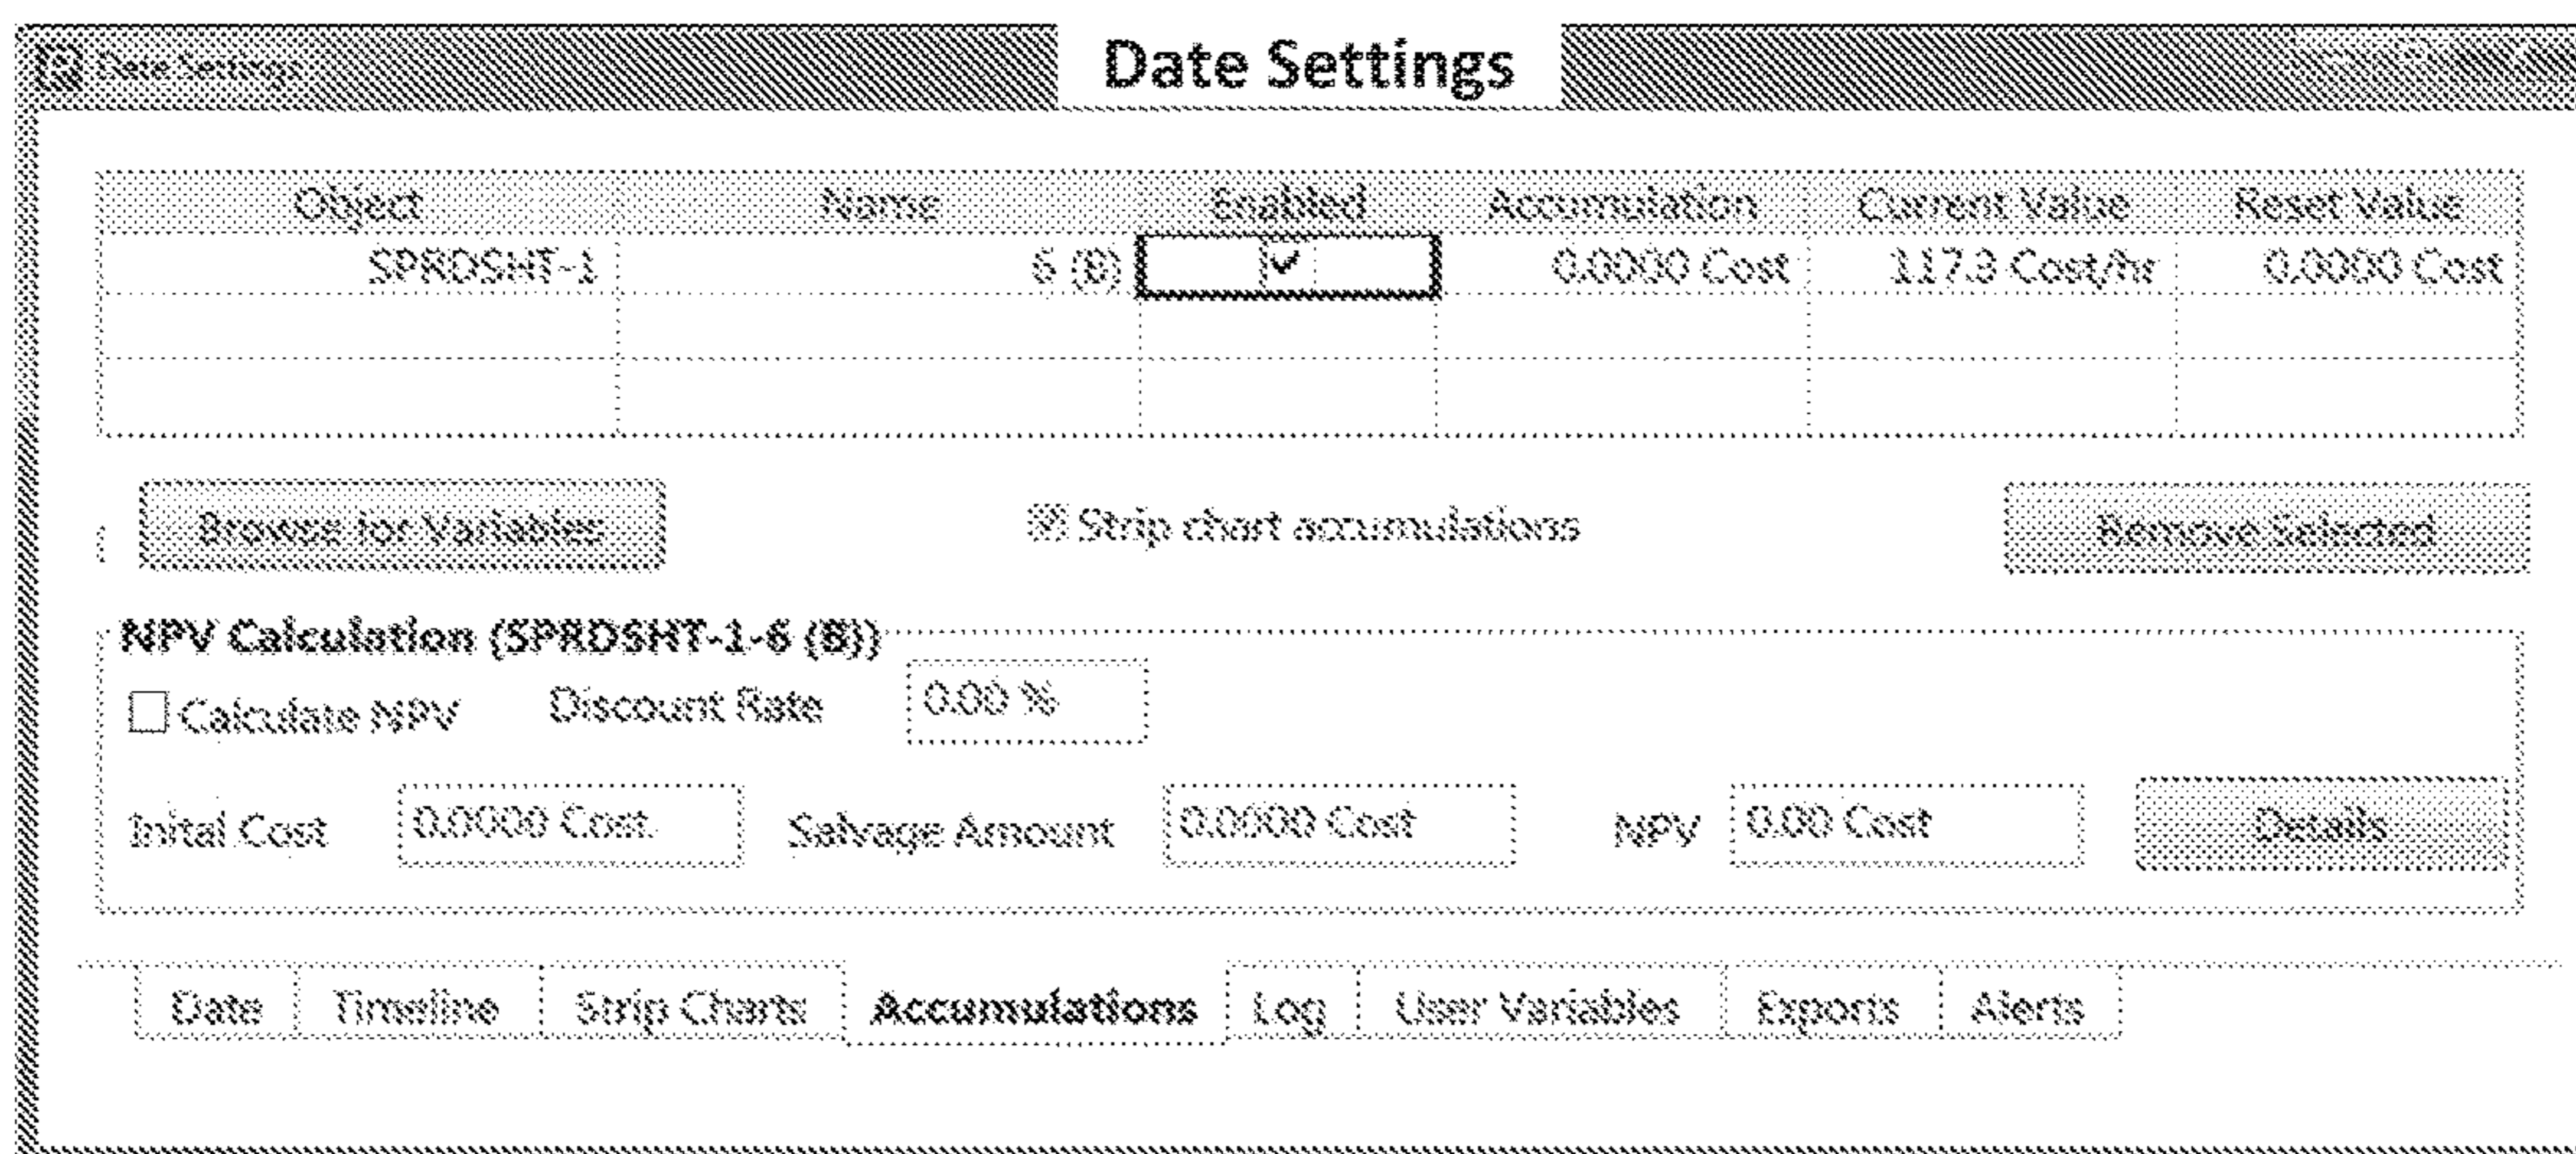 Date Settings
Date Settings
Object Name Enabled Accumulation Current Value Reset Value
SPRDSHT-1 6 (B) 0.0000 Cost 117.3 Cost/hr 0.0000 Cost
Browse for Variables Strip chart accumulations Remove Selected
NPV Calculation (SPRDSHT-1-6 (B))
Calculate NPV Discount Rate 0.00 %
Inital Cost 0.0000 Cost Salvage Amount 0.0000 Cost NPV 0.00 Cost Details
Date Timeline Strip Charts Accumulations Log User Variables Exports Alerts